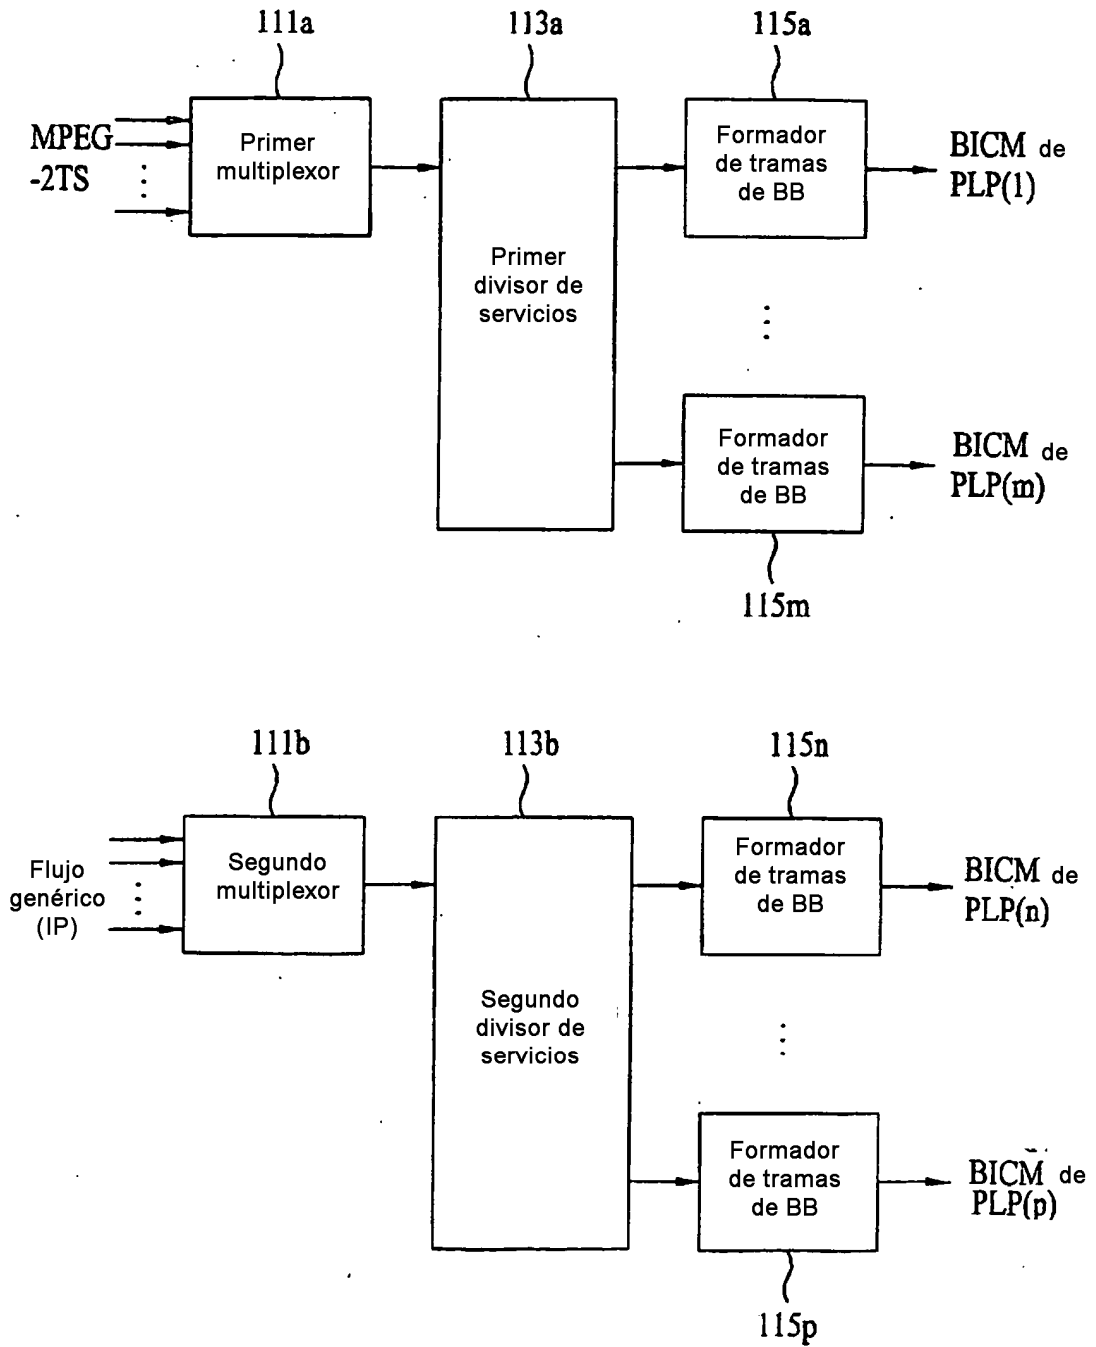 111a
113a
115a
MPEG
-2TS
Primer
multiplexor
Primer
divisor de
servicios
Formador
de tramas
de BB
BICM de
PLP(1)
Formador
de tramas
de BB
BICM de
PLP(m)
115m
111b
113b
115n
Flujo
genérico
(IP)
Segundo
multiplexor
Segundo
divisor de
servicios
Formador
de tramas
de BB
BICM de
PLP(n)
Formador
de tramas
de BB
BICM de
PLP(p)
115p